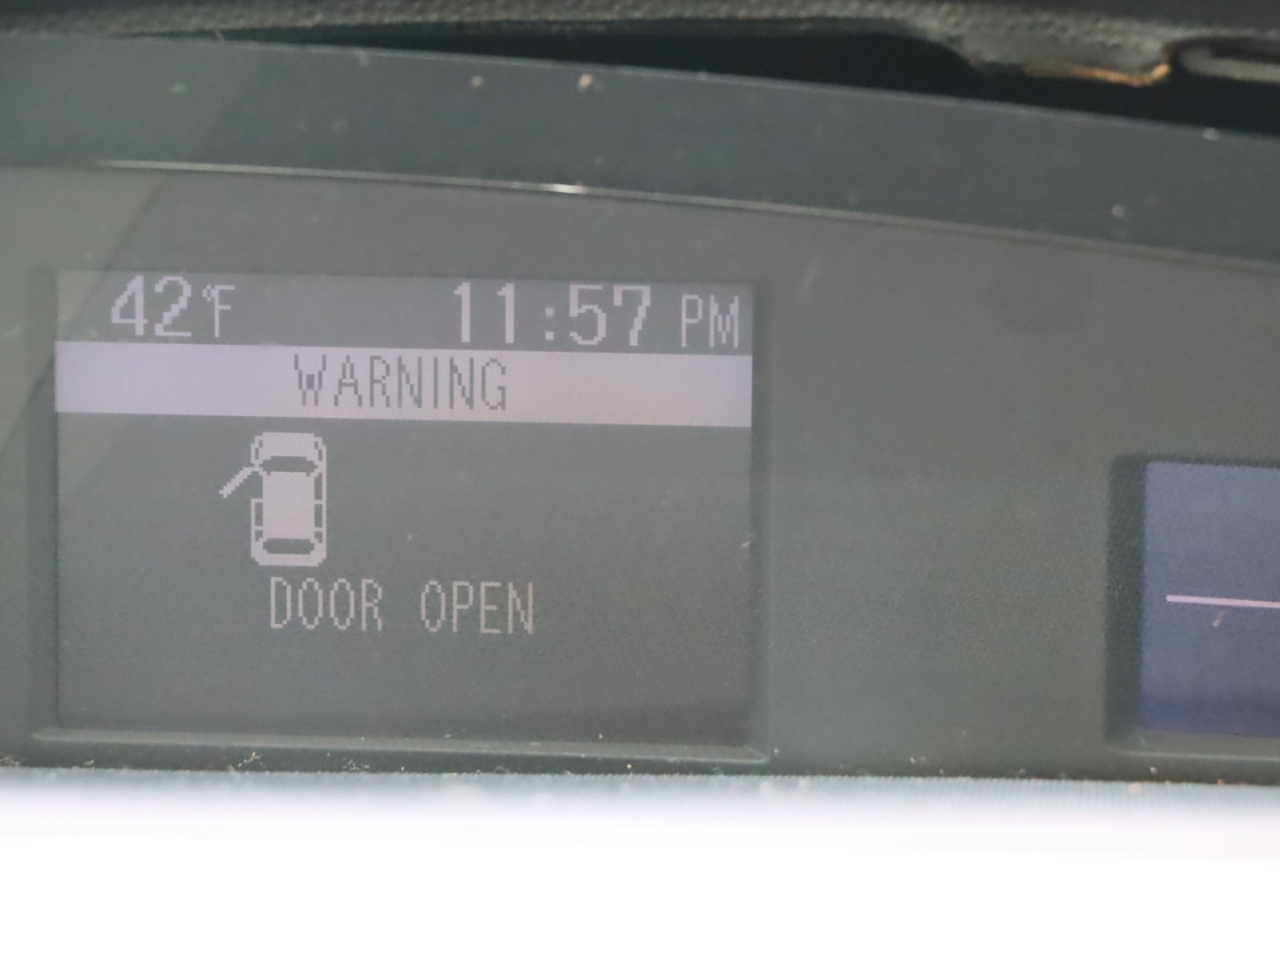 42°F 11:57 PM
WARNING
DOOR OPEN